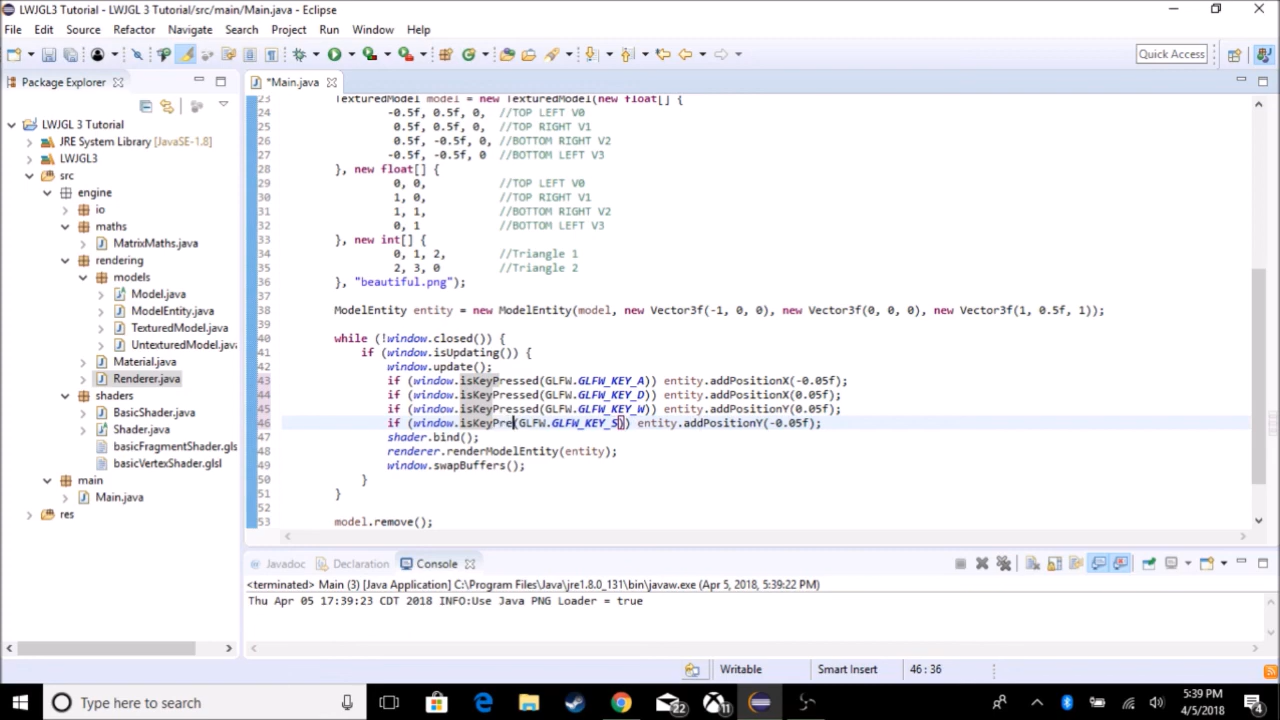 LWJGL3 Tutorial - LWJGL 3 Tutorial/src/main/Main.java - Eclipse
File Edit Source Refactor Navigate Search Project Run Window Help
Quick Access
Package Explorer
*Main.java
LWJGL 3 Tutorial
JRE System Library [JavaSE-1.8]
LWJGL3
src
engine
io
maths
MatrixMaths.java
rendering
models
Model.java
ModelEntity.java
TexturedModel.java
UntexturedModel.java
Material.java
Renderer.java
shaders
BasicShader.java
Shader.java
basicFragmentShader.gls
basicVertexShader.glsl
main
Main.java
res
23 TexturedModel model = new TexturedModel(new float[] {
24 -0.5f, 0.5f, 0, //TOP LEFT V0
25 0.5f, 0.5f, 0, //TOP RIGHT V1
26 0.5f, -0.5f, 0, //BOTTOM RIGHT V2
27 -0.5f, -0.5f, 0 //BOTTOM LEFT V3
28 }, new float[] {
29 0, 0, //TOP LEFT V0
30 1, 0, //TOP RIGHT V1
31 1, 1, //BOTTOM RIGHT V2
32 0, 1 //BOTTOM LEFT V3
33 }, new int[] {
34 0, 1, 2, //Triangle 1
35 2, 3, 0 //Triangle 2
36 }, "beautiful.png");
37
38 ModelEntity entity = new ModelEntity(model, new Vector3f(-1, 0, 0), new Vector3f(0, 0, 0), new Vector3f(1, 0.5f, 1));
39
40 while (!window.closed()) {
41 if (window.isUpdating()) {
42 window.update();
43 if (window.isKeyPressed(GLFW.GLFW_KEY_A)) entity.addPositionX(-0.05f);
44 if (window.isKeyPressed(GLFW.GLFW_KEY_D)) entity.addPositionX(0.05f);
45 if (window.isKeyPressed(GLFW.GLFW_KEY_W)) entity.addPositionY(0.05f);
46 if (window.isKeyPre(GLFW.GLFW_KEY_S)) entity.addPositionY(-0.05f);
47 shader.bind();
48 renderer.renderModelEntity(entity);
49 window.swapBuffers();
50 }
51 }
52
53 model.remove();
Javadoc Declaration Console
<terminated> Main (3) [Java Application] C:\Program Files\Java\jre1.8.0_131\bin\javaw.exe (Apr 5, 2018, 5:39:22 PM)
Thu Apr 05 17:39:23 CDT 2018 INFO:Use Java PNG Loader = true
Writable Smart Insert 46 : 36
Type here to search
22
11
5:39 PM
4/5/2018
4